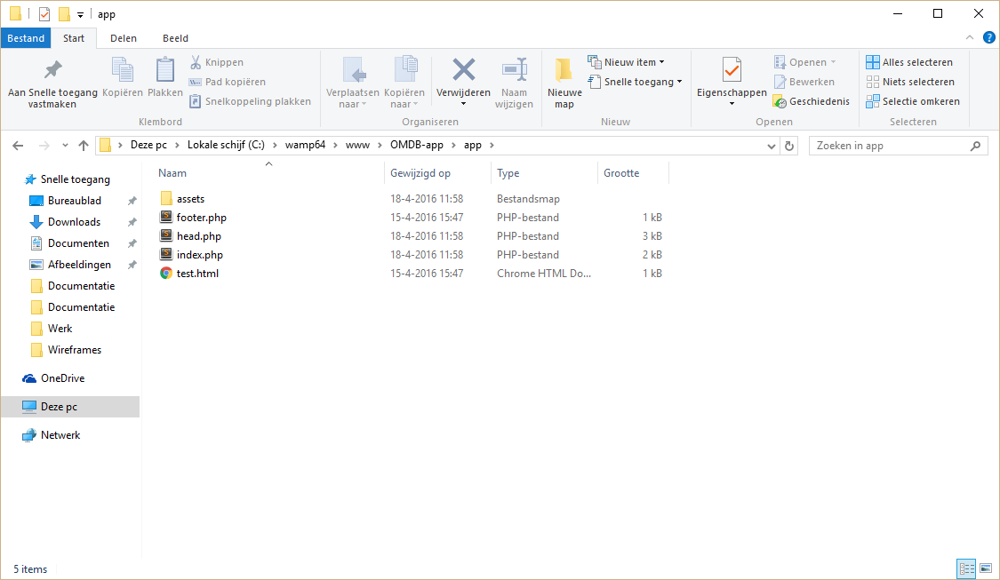 app
Bestand Start Delen Beeld
Aan Snelle toegang vastmaken
Kopiëren
Plakken
Knippen
Pad kopiëren
Snelkoppeling plakken
Klembord
Verplaatsen naar
Kopiëren naar
Verwijderen
Naam wijzigen
Organiseren
Nieuwe map
Nieuw item
Snelle toegang
Nieuw
Eigenschappen
Openen
Bewerken
Geschiedenis
Openen
Alles selecteren
Niets selecteren
Selectie omkeren
Selecteren
Deze pc > Lokale schijf (C:) > wamp64 > www > OMDB-app > app >
Zoeken in app
Snelle toegang
Bureaublad
Downloads
Documenten
Afbeeldingen
Documentatie
Documentatie
Werk
Wireframes
OneDrive
Deze pc
Netwerk
Naam Gewijzigd op Type Grootte
assets 18-4-2016 11:58 Bestandsmap
footer.php 15-4-2016 15:47 PHP-bestand 1 kB
head.php 18-4-2016 11:58 PHP-bestand 3 kB
index.php 18-4-2016 11:58 PHP-bestand 2 kB
test.html 15-4-2016 15:47 Chrome HTML Do... 1 kB
5 items